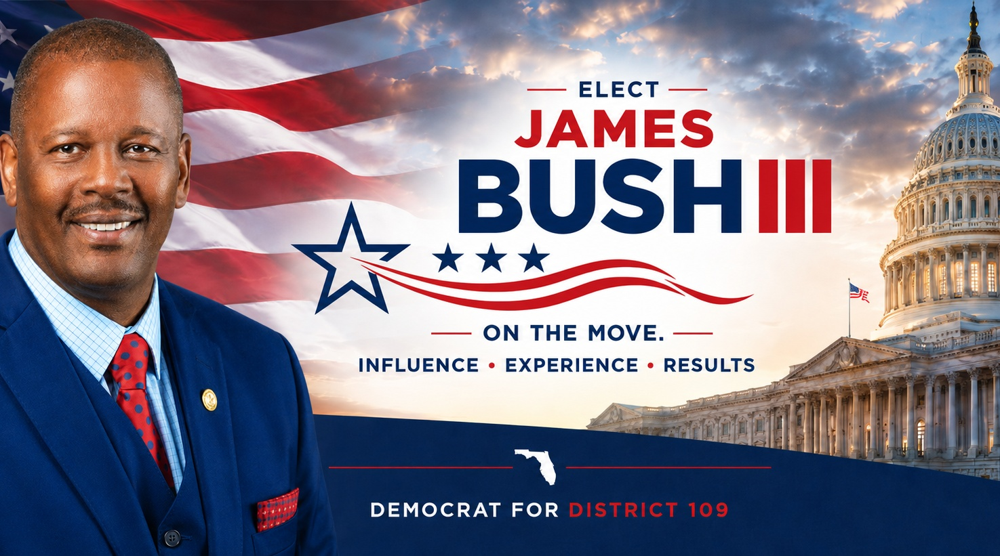 ELECT
JAMES
BUSH III
ON THE MOVE.
INFLUENCE • EXPERIENCE • RESULTS
DEMOCRAT FOR DISTRICT 109